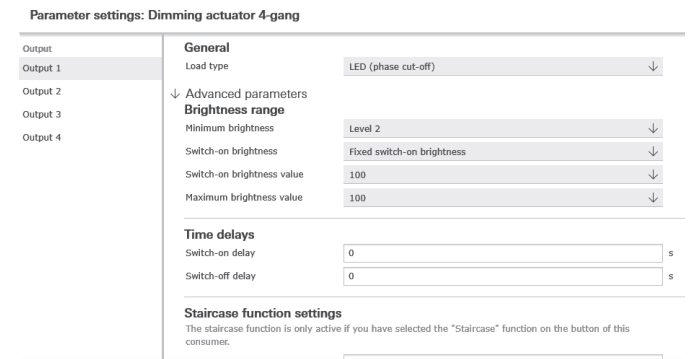 Parameter settings: Dimming actuator 4-gang
Output
Output 1
Output 2
Output 3
Output 4
General
Load type
LED (phase cut-off)
Advanced parameters
Brightness range
Minimum brightness
Level 2
Switch-on brightness
Fixed switch-on brightness
Switch-on brightness value
100
Maximum brightness value
100
Time delays
Switch-on delay
0
s
Switch-off delay
0
s
Staircase function settings
The staircase function is only active if you have selected the "Staircase" function on the button of this
consumer.